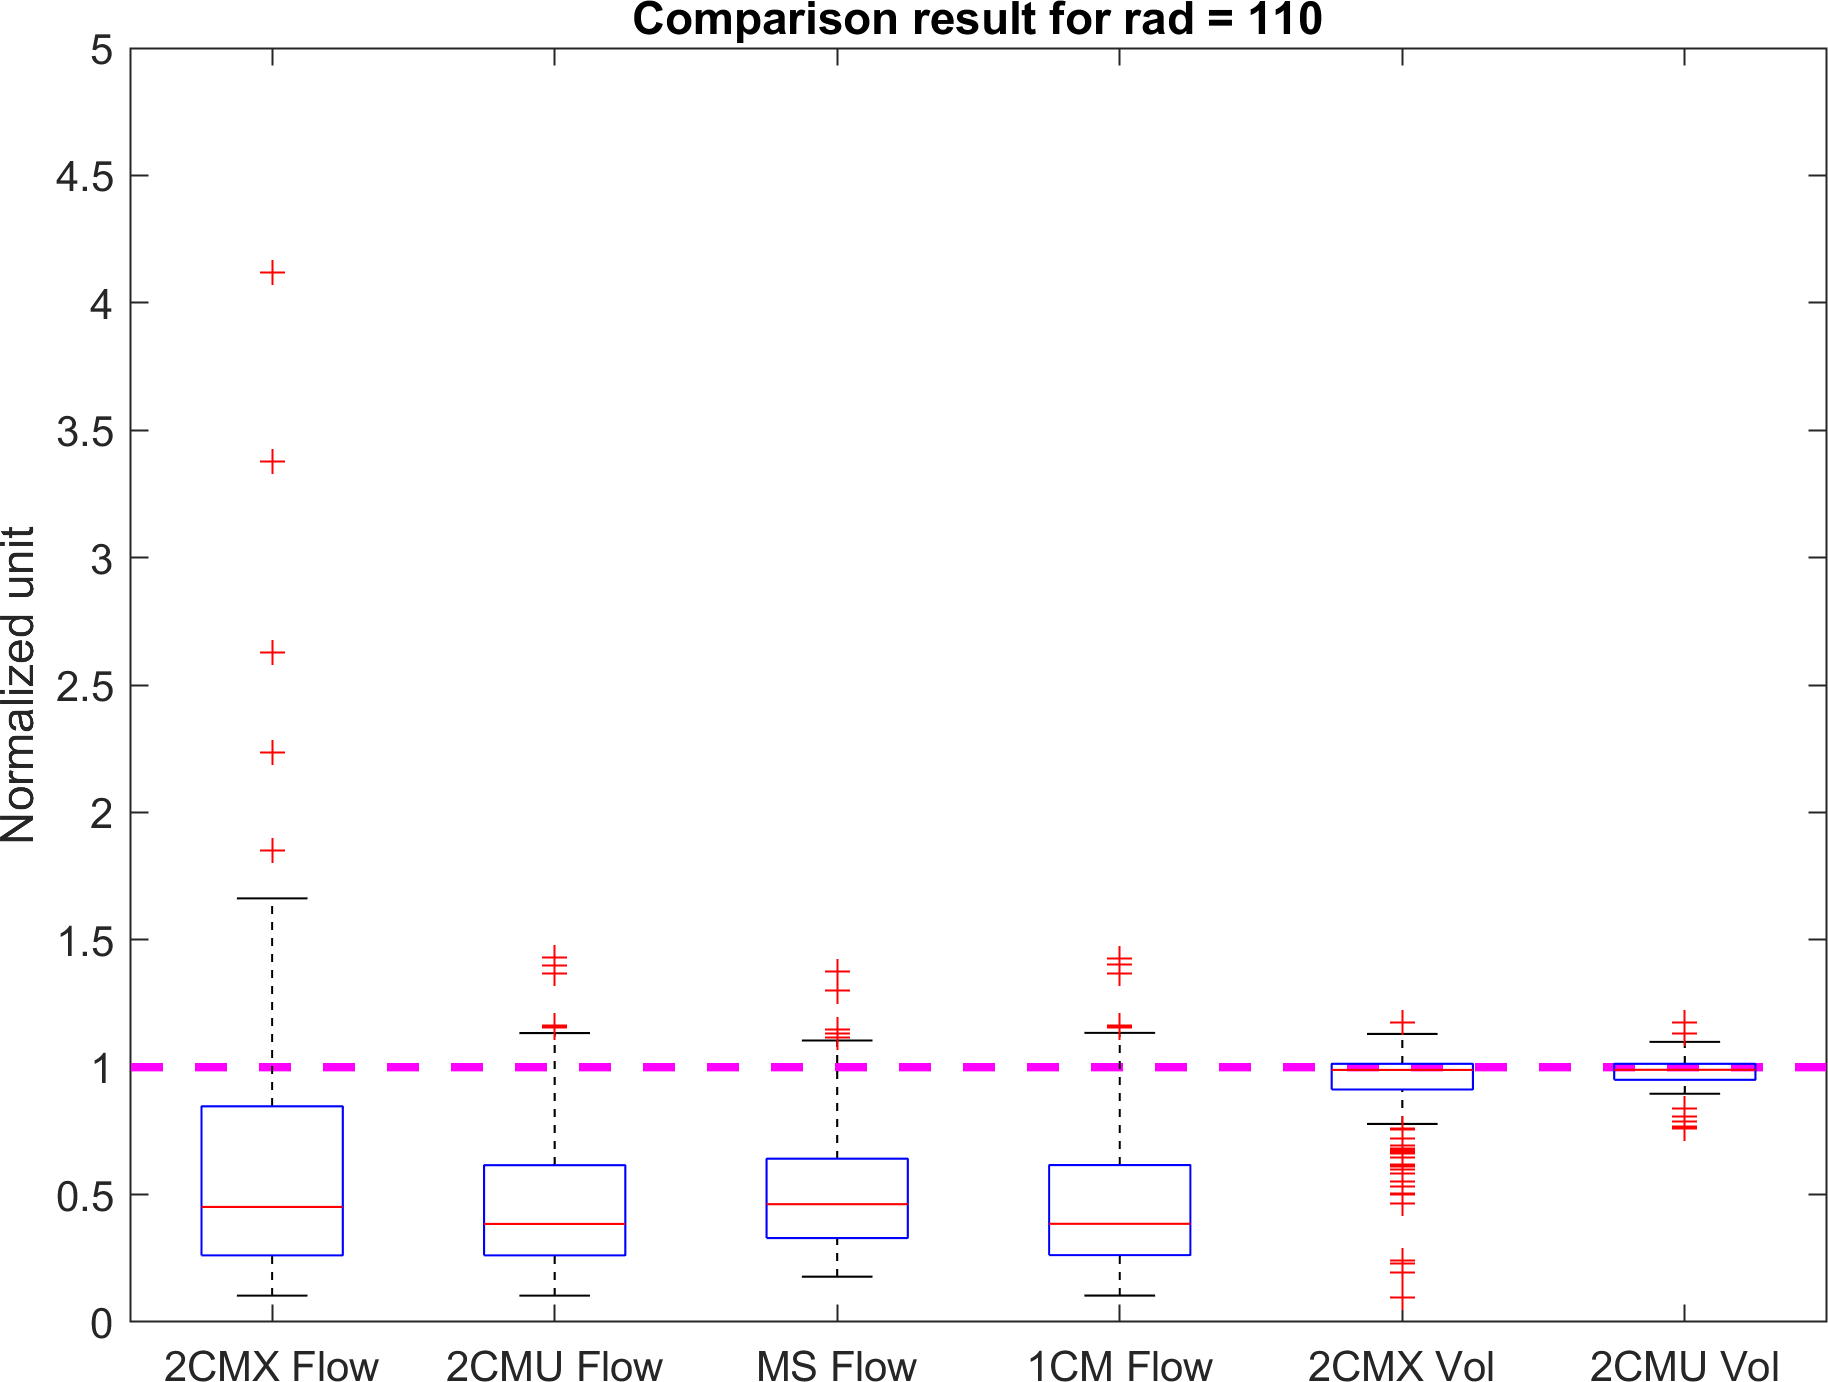 Comparison result for rad = 110
5
4.5
4
3.5
3
2.5
2
1.5
1
0.5
0
Normalized unit
2CMX Flow
2CMU Flow
MS Flow
1CM Flow
2CMX Vol
2CMU Vol